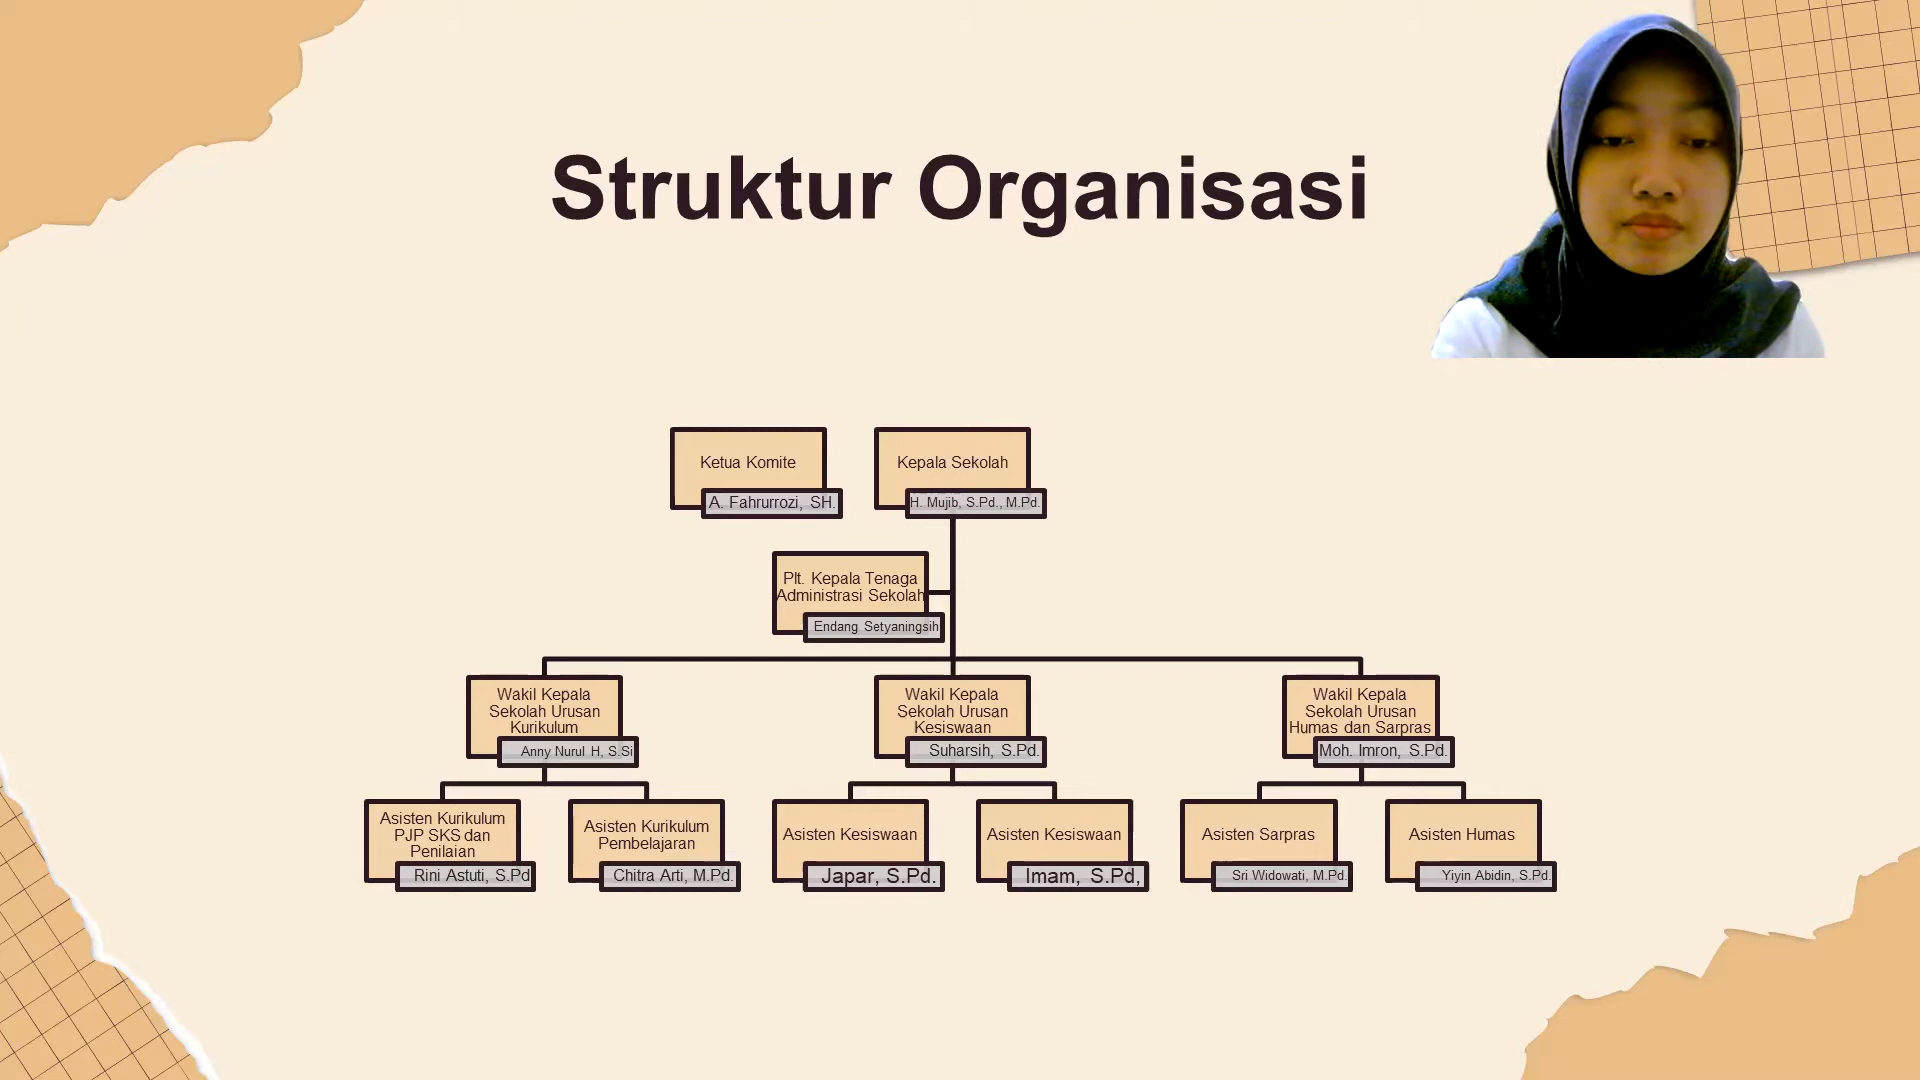 Struktur Organisasi
Ketua Komite
A. Fahrurrozi, SH.
Kepala Sekolah
H. Mujib, S.Pd., M.Pd.
Plt. Kepala Tenaga
Administrasi Sekolah
Endang Setyaningsih
Wakil Kepala
Sekolah Urusan
Kurikulum
Anny Nurul H, S.Si
Wakil Kepala
Sekolah Urusan
Kesiswaan
Suharsih, S.Pd.
Wakil Kepala
Sekolah Urusan
Humas dan Sarpras
Moh. Imron, S.Pd.
Asisten Kurikulum
PJP SKS dan
Penilaian
Rini Astuti, S.Pd
Asisten Kurikulum
Pembelajaran
Chitra Arti, M.Pd.
Asisten Kesiswaan
Japar, S.Pd.
Asisten Kesiswaan
Imam, S.Pd,
Asisten Sarpras
Sri Widowati, M.Pd.
Asisten Humas
Yiyin Abidin, S.Pd.